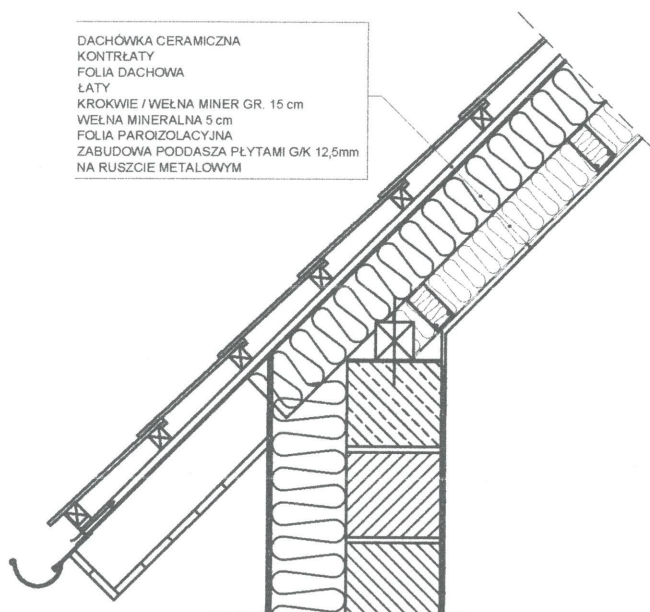 DACHÓWKA CERAMICZNA
KONTRŁATY
FOLIA DACHOWA
ŁATY
KROKWIE / WEŁNA MINER GR. 15 cm
WEŁNA MINERALNA 5 cm
FOLIA PAROIZOLACYJNA
ZABUDOWA PODDASZA PŁYTAMI G/K 12,5mm
NA RUSZCIE METALOWYM